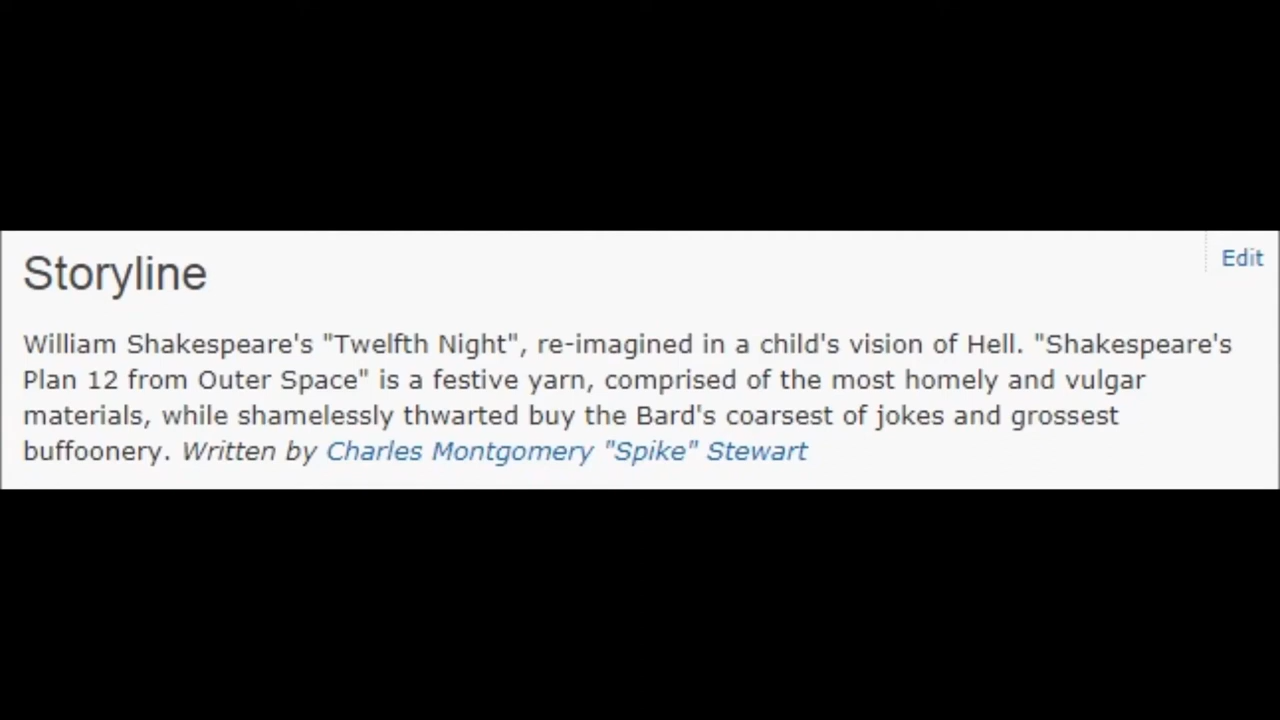 Storyline
Edit
William Shakespeare's "Twelfth Night", re-imagined in a child's vision of Hell. "Shakespeare's
Plan 12 from Outer Space" is a festive yarn, comprised of the most homely and vulgar
materials, while shamelessly thwarted buy the Bard's coarsest of jokes and grossest
buffoonery. Written by Charles Montgomery "Spike" Stewart